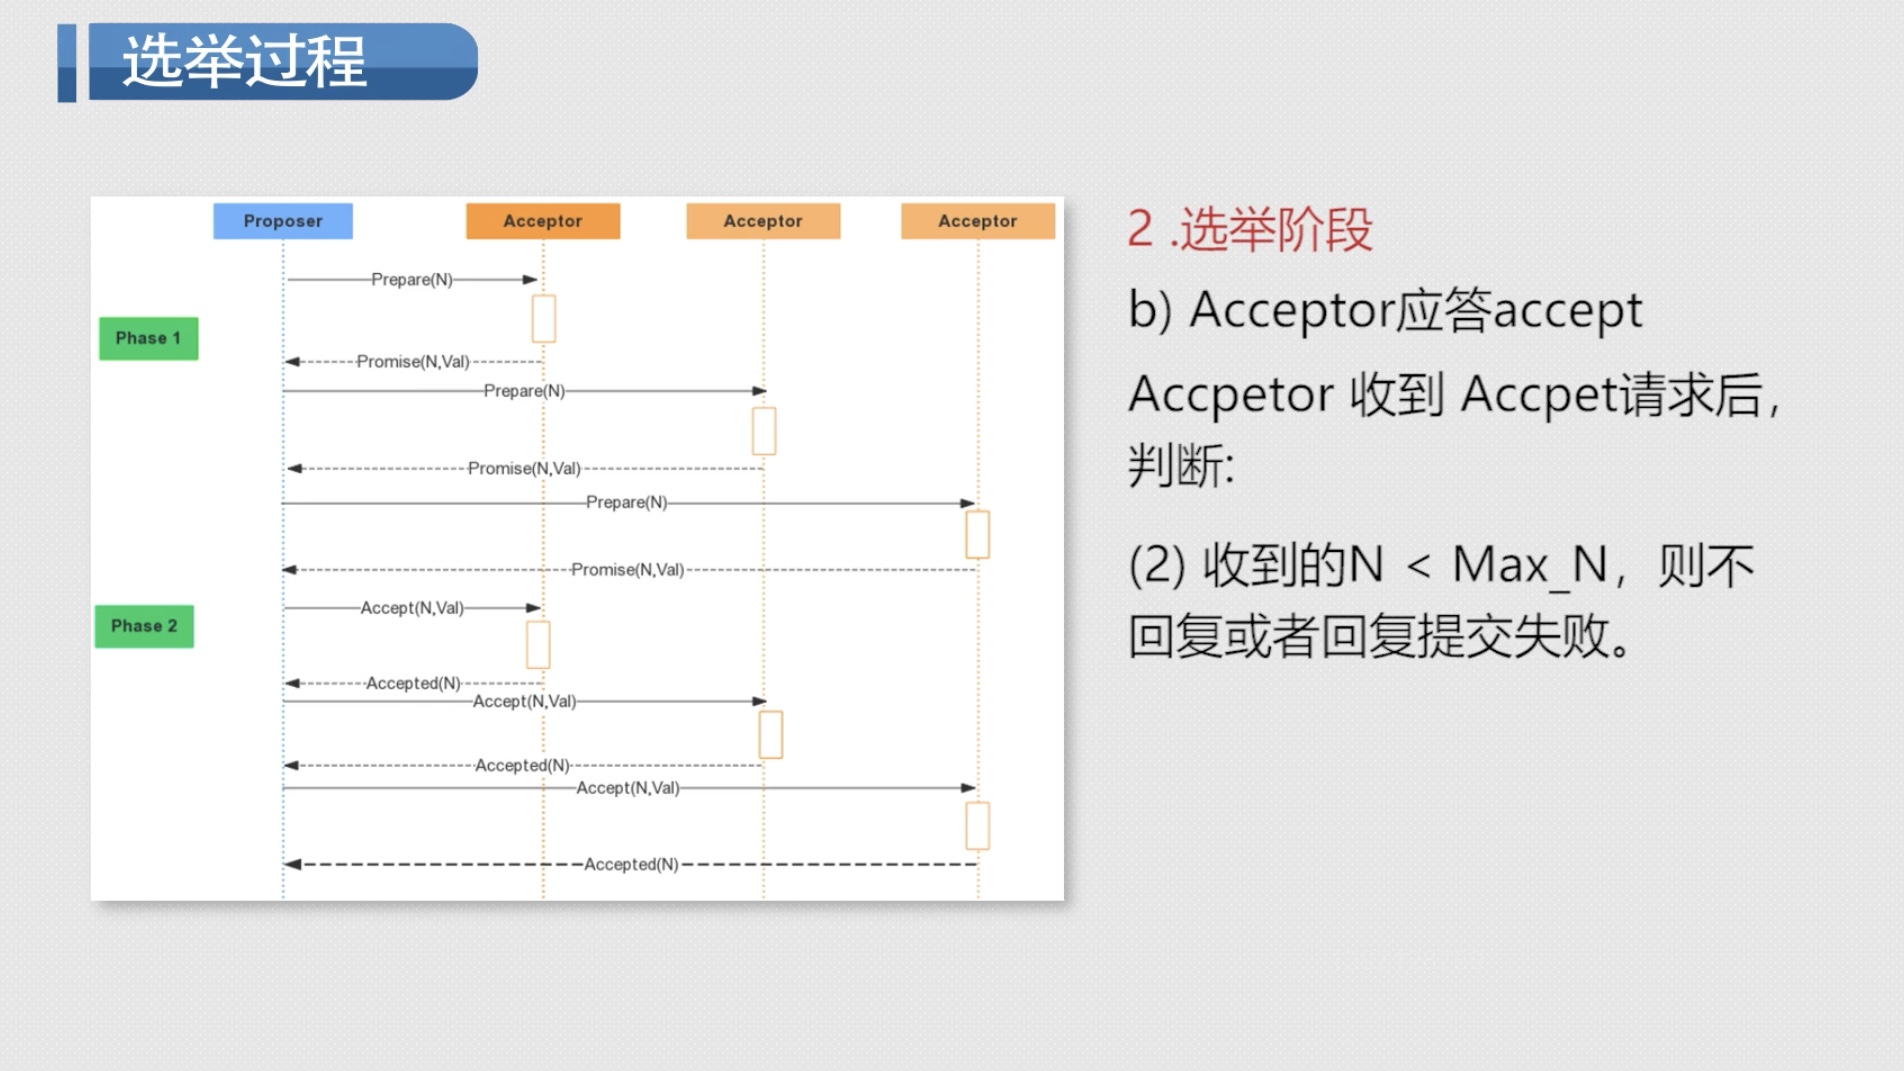 选举过程
Proposer Acceptor Acceptor Acceptor
Prepare(N)
Phase 1
Promise(N,Val)
Prepare(N)
Promise(N,Val)
Prepare(N)
Promise(N,Val)
Accept(N,Val)
Phase 2
Accepted(N)
Accept(N,Val)
Accepted(N)
Accept(N,Val)
Accepted(N)
2 .选举阶段
b) Acceptor应答accept
Accpetor 收到 Accpet请求后，
判断:
(2) 收到的N < Max_N，则不
回复或者回复提交失败。